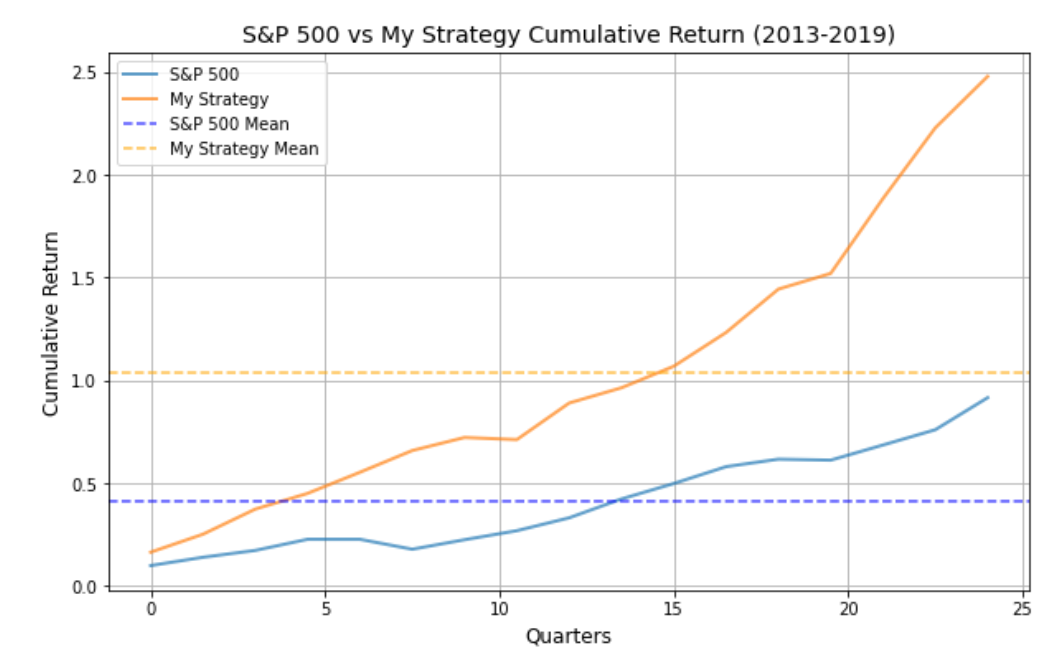 S&P 500 vs My Strategy Cumulative Return (2013-2019)
S&P 500
My Strategy
S&P 500 Mean
My Strategy Mean
Cumulative Return
2.5
2.0
1.5
1.0
0.5
0.0
0 5 10 15 20 25
Quarters